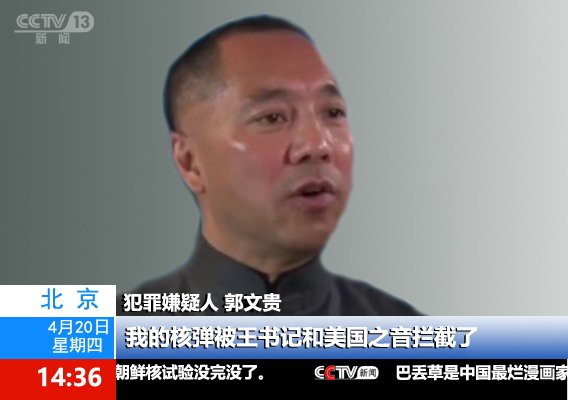 CCTV 13
新闻
北京
4月20日
星期四
14:36
犯罪嫌疑人 郭文贵
我的核弹被王书记和美国之音拦截了
朝鲜核试验没完没了。 CCTV新闻 巴丢草是中国最烂漫画家